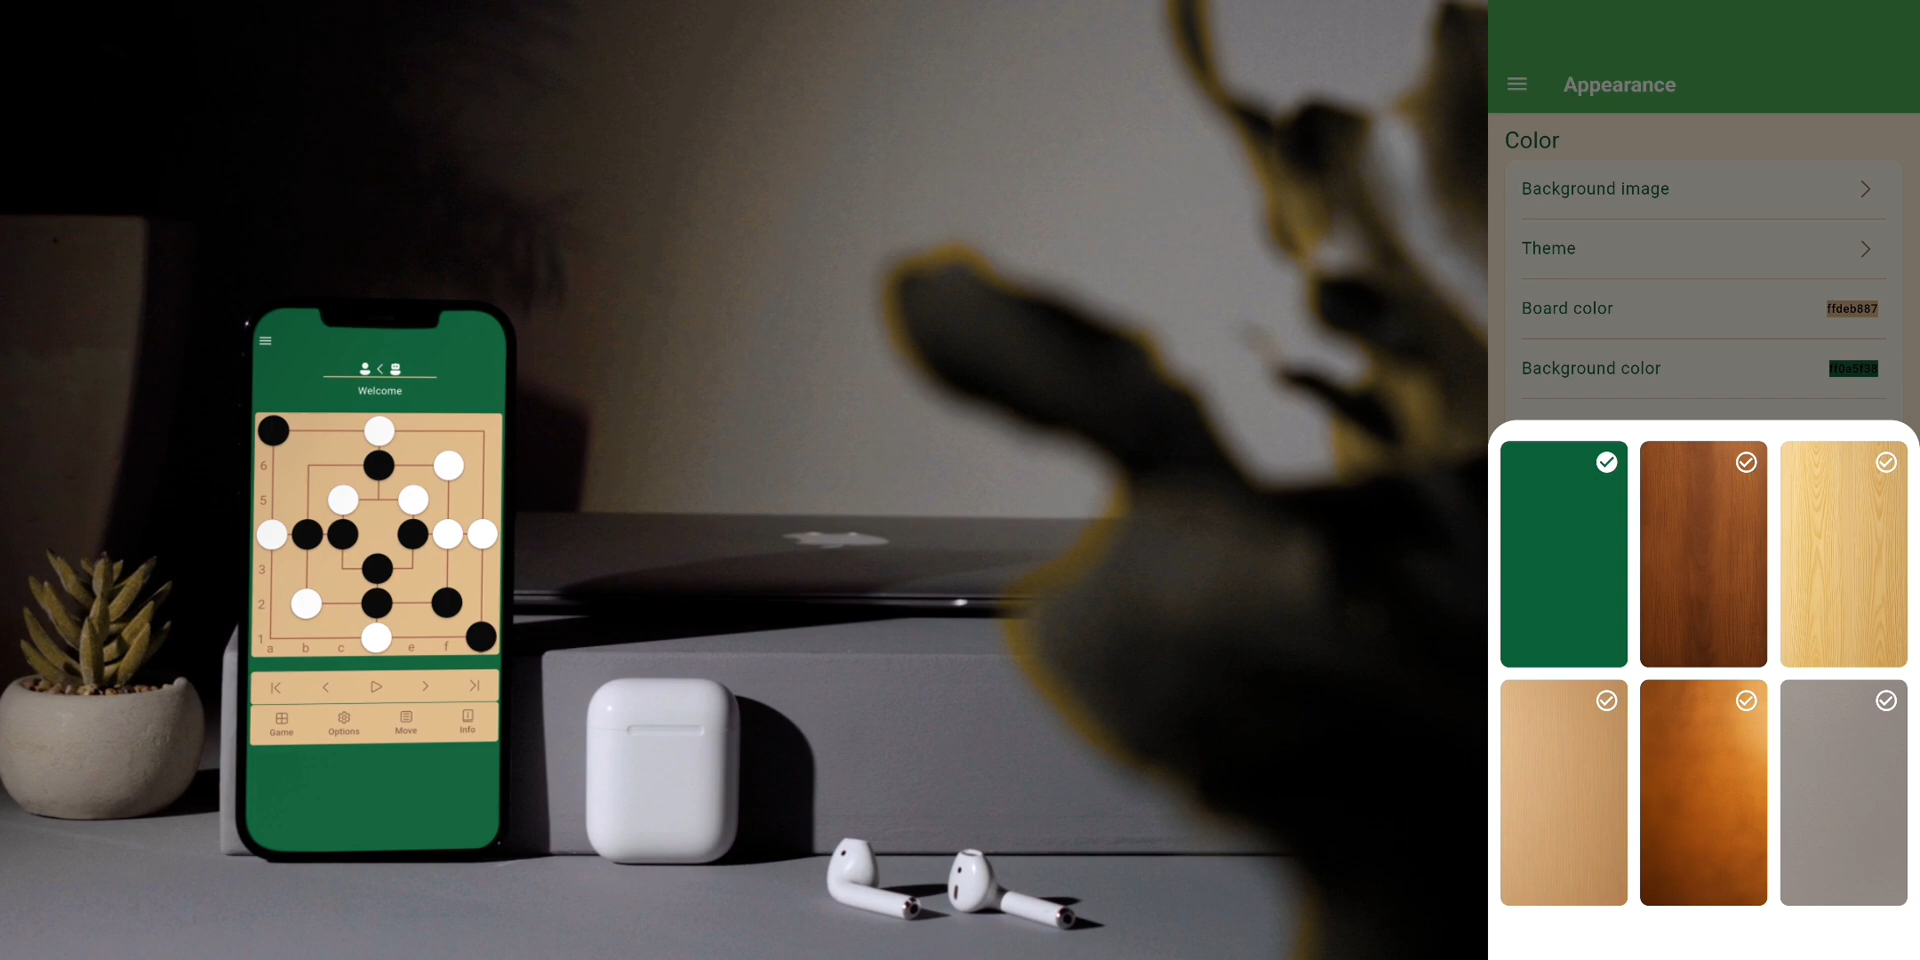 Welcome
6
5
3
2
1
a b c e f
Game Options Move Info
Appearance
Color
Background image
Theme
Board color ffdeb887
Background color ff0a5f38